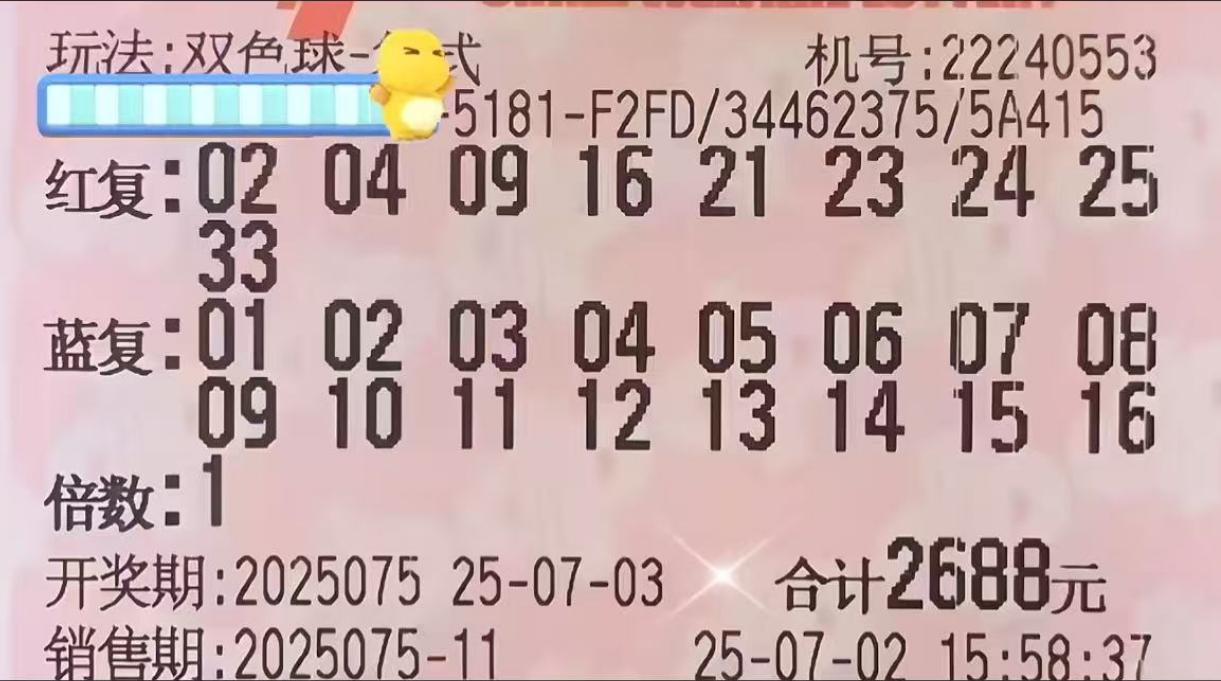 玩法:双色球-复式 机号:22240553
-5181-F2FD/34462375/5A415
红复:02 04 09 16 21 23 24 25
33
蓝复:01 02 03 04 05 06 07 08
09 10 11 12 13 14 15 16
倍数:1
开奖期:2025075 25-07-03 合计2688元
销售期:2025075-11 25-07-02 15:58:37